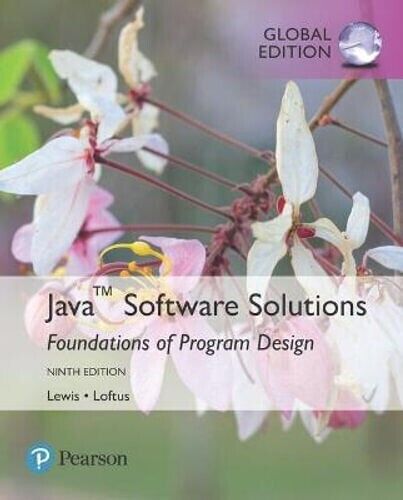 GLOBAL
EDITION
Java™ Software Solutions
Foundations of Program Design
NINTH EDITION
Lewis • Loftus
Pearson